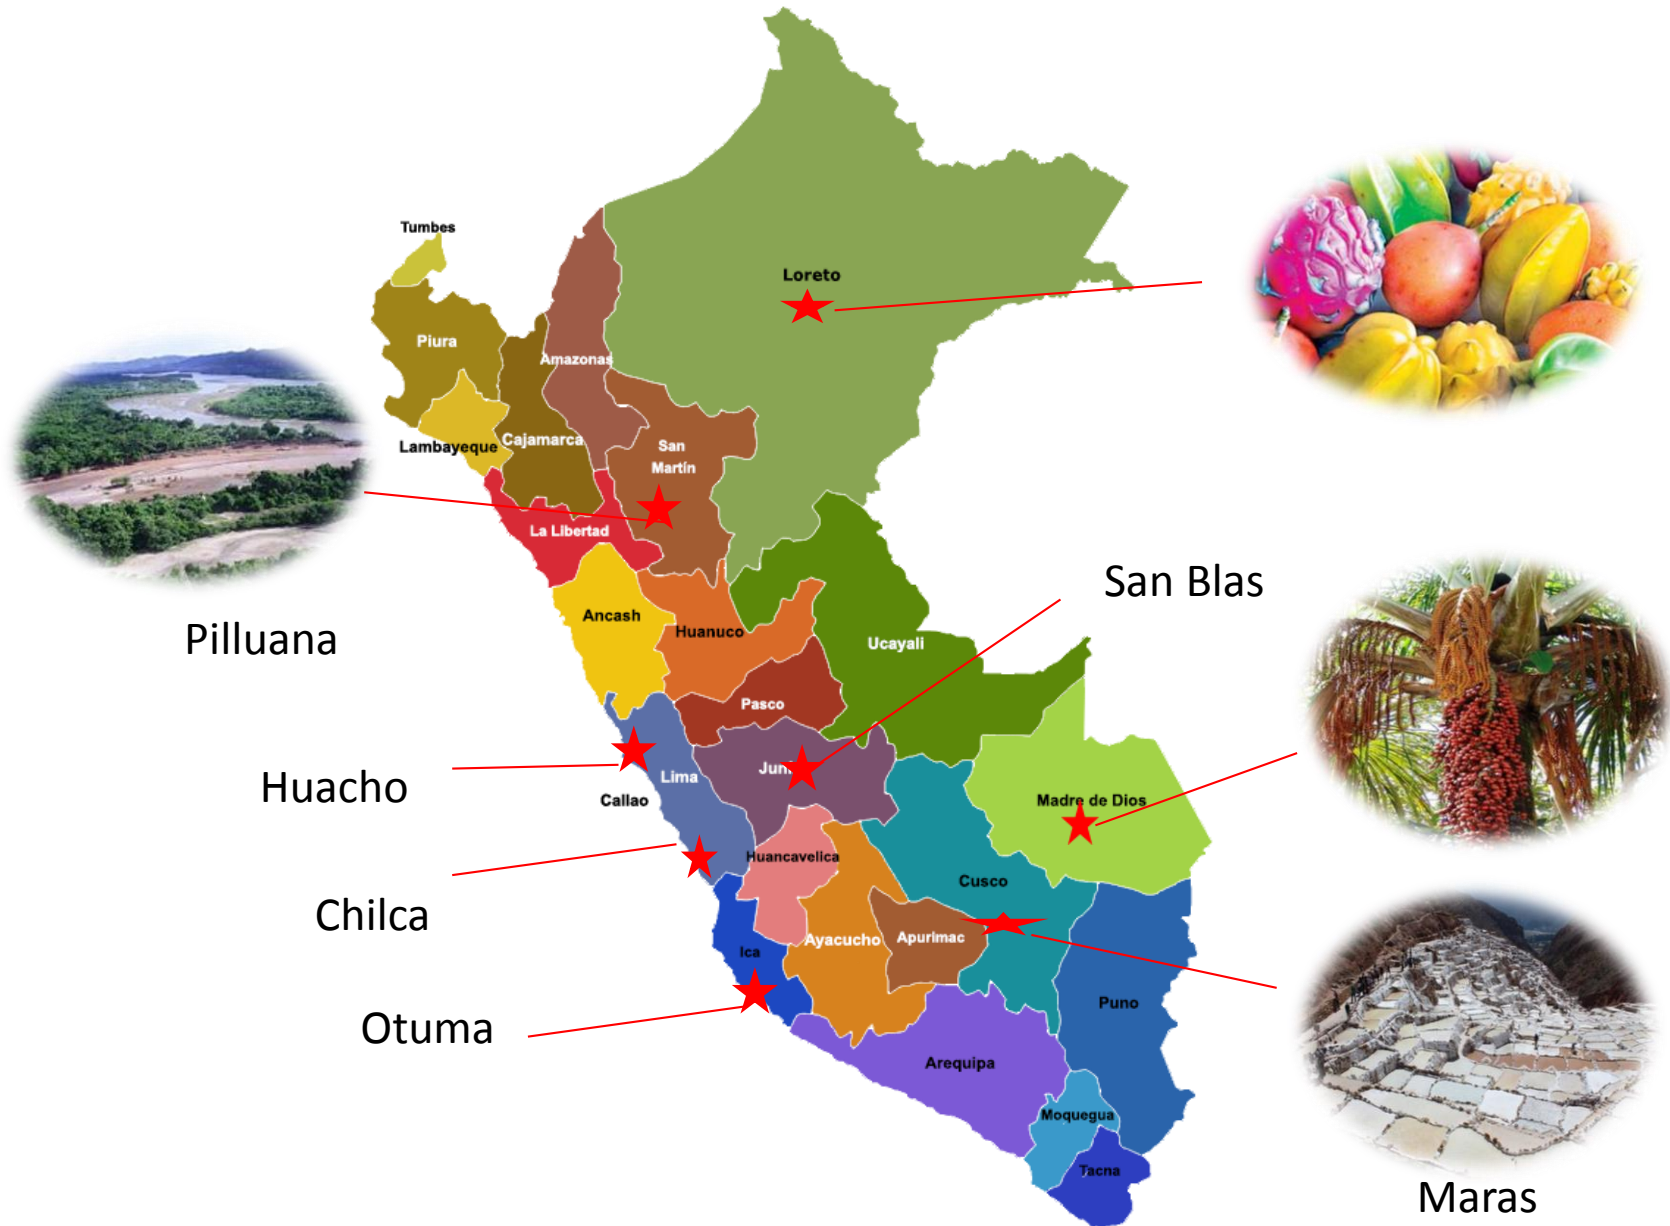 Tumbes
Loreto
Piura
Amazonas
Lambayeque
Cajamarca
San
Martín
La Libertad
San Blas
Ancash
Huanuco
Pilluana
Ucayali
Pasco
Huacho
Lima
Callao
Madre de Dios
Huancavelica
Cusco
Chilca
Ayacucho
Apurimac
Ica
Otuma
Puno
Arequipa
Moquegua
Tacna
Maras